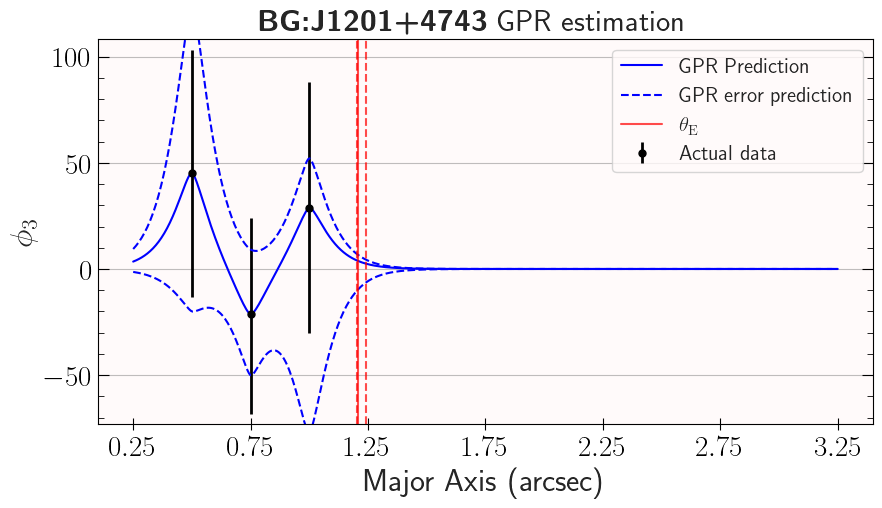 BG:J1201+4743 GPR estimation
100
50
0
−50
ϕ3
GPR Prediction
GPR error prediction
θE
Actual data
0.25 0.75 1.25 1.75 2.25 2.75 3.25
Major Axis (arcsec)